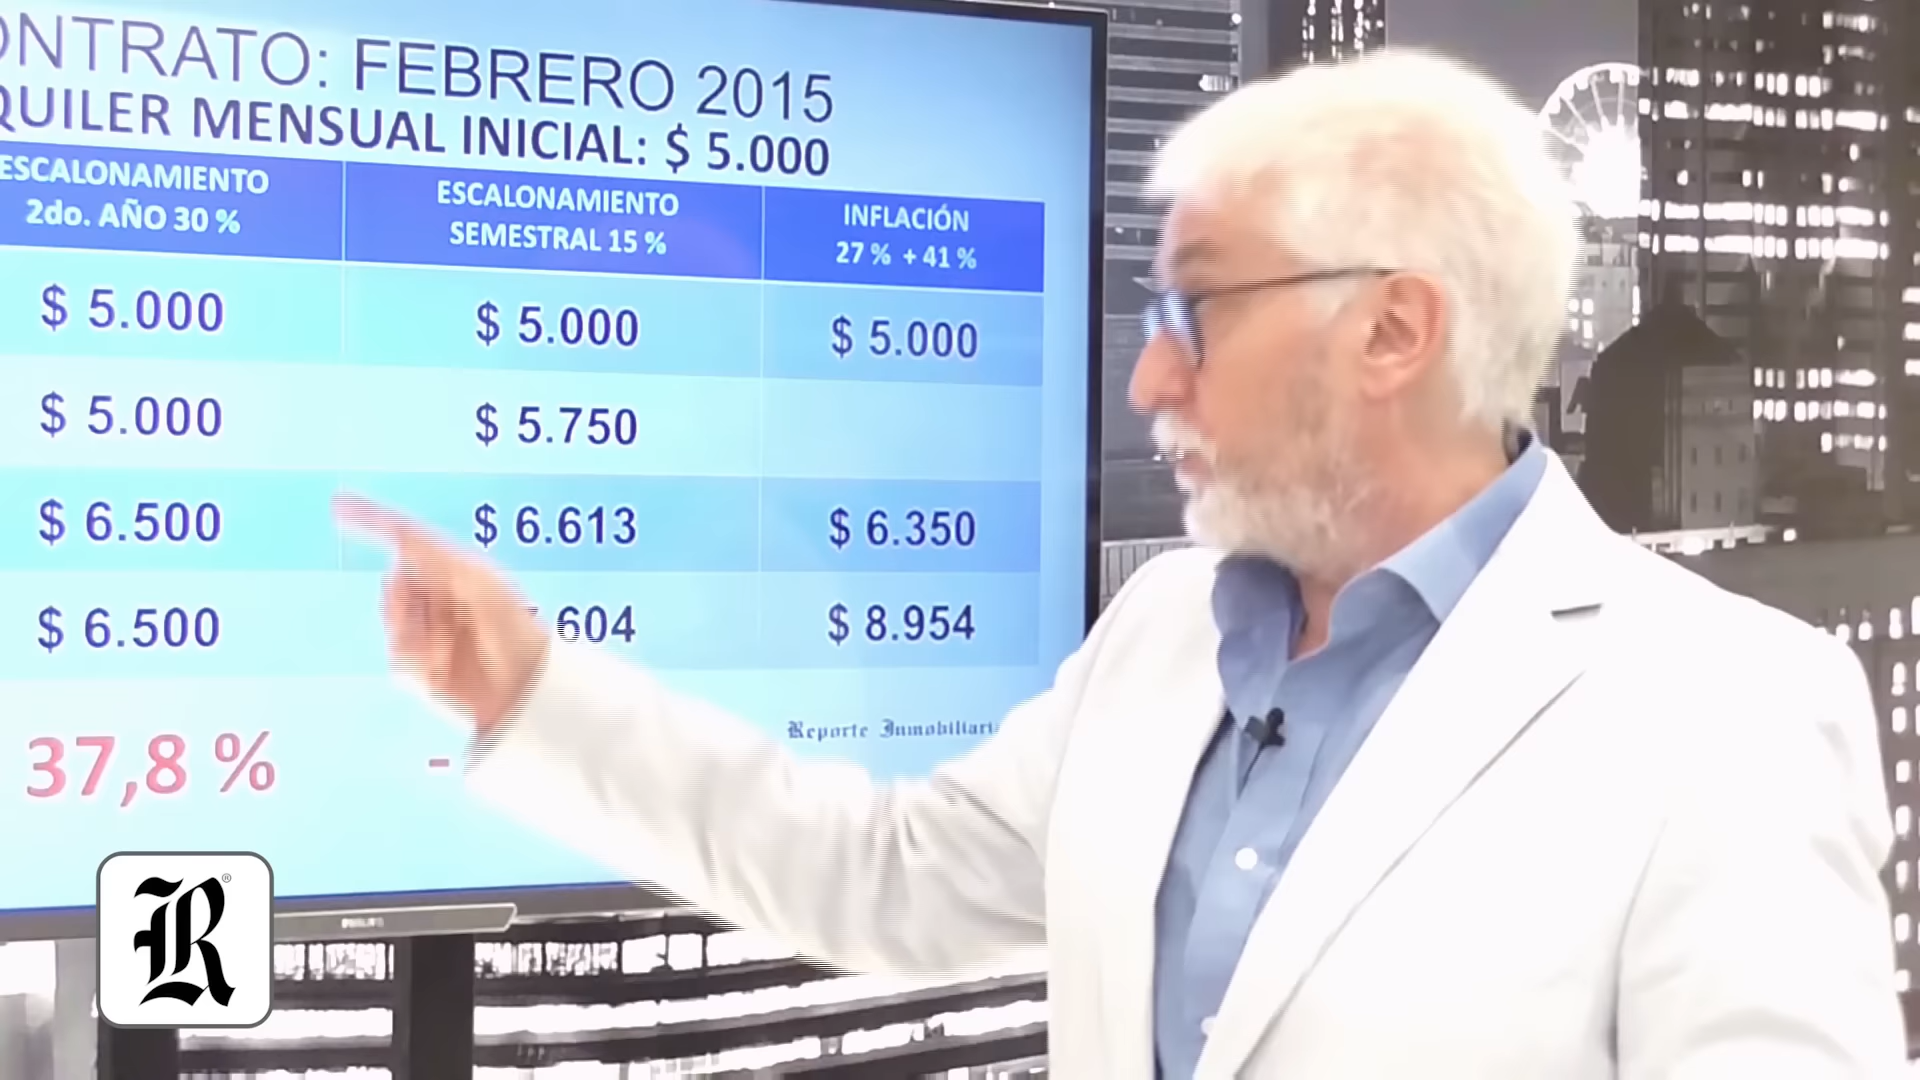 ONTRATO: FEBRERO 2015
QUILER MENSUAL INICIAL: $ 5.000
ESCALONAMIENTO
2do. AÑO 30 %
ESCALONAMIENTO
SEMESTRAL 15 %
INFLACIÓN
27 % + 41 %
$ 5.000 $ 5.000 $ 5.000
$ 5.000 $ 5.750
$ 6.500 $ 6.613 $ 6.350
$ 6.500 604 $ 8.954
Reporte Inmobiliari
37,8 % -
R®